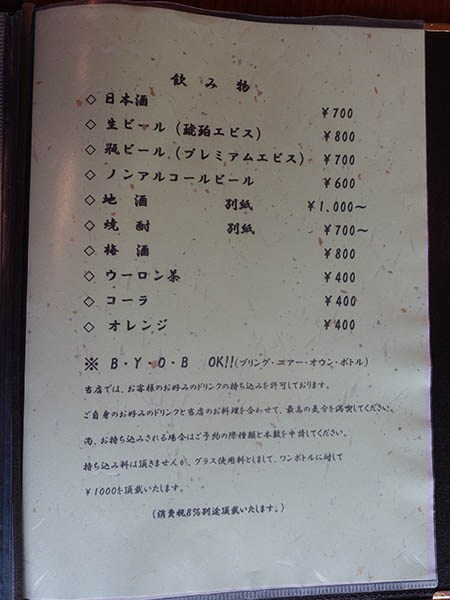 飲み物
◇ 日本酒 ¥700
◇ 生ビール (琥珀エビス) ¥800
◇ 瓶ビール (プレミアムエビス) ¥700
◇ ノンアルコールビール ¥600
◇ 地 酒 別紙 ¥1,000～
◇ 焼 酎 別紙 ¥700～
◇ 梅 酒 ¥800
◇ ウーロン茶 ¥400
◇ コーラ ¥400
◇ オレンジ ¥400
※ B・Y・O・B OK!!(ブリング・ユアー・オウン・ボトル)
当店では、お客様のお好みのドリンクの持ち込みを許可しております。
ご自身のお好みのドリンクと当店のお料理を合わせて、最高の気分を満喫してください。
尚、お持ち込みされる場合はご予約の際種類と本数を申請してください。
持ち込み料は頂きませんが、グラス使用料としまして、ワンボトルに対して
¥1000を頂戴いたします。
(消費税8%別途頂戴いたします。)